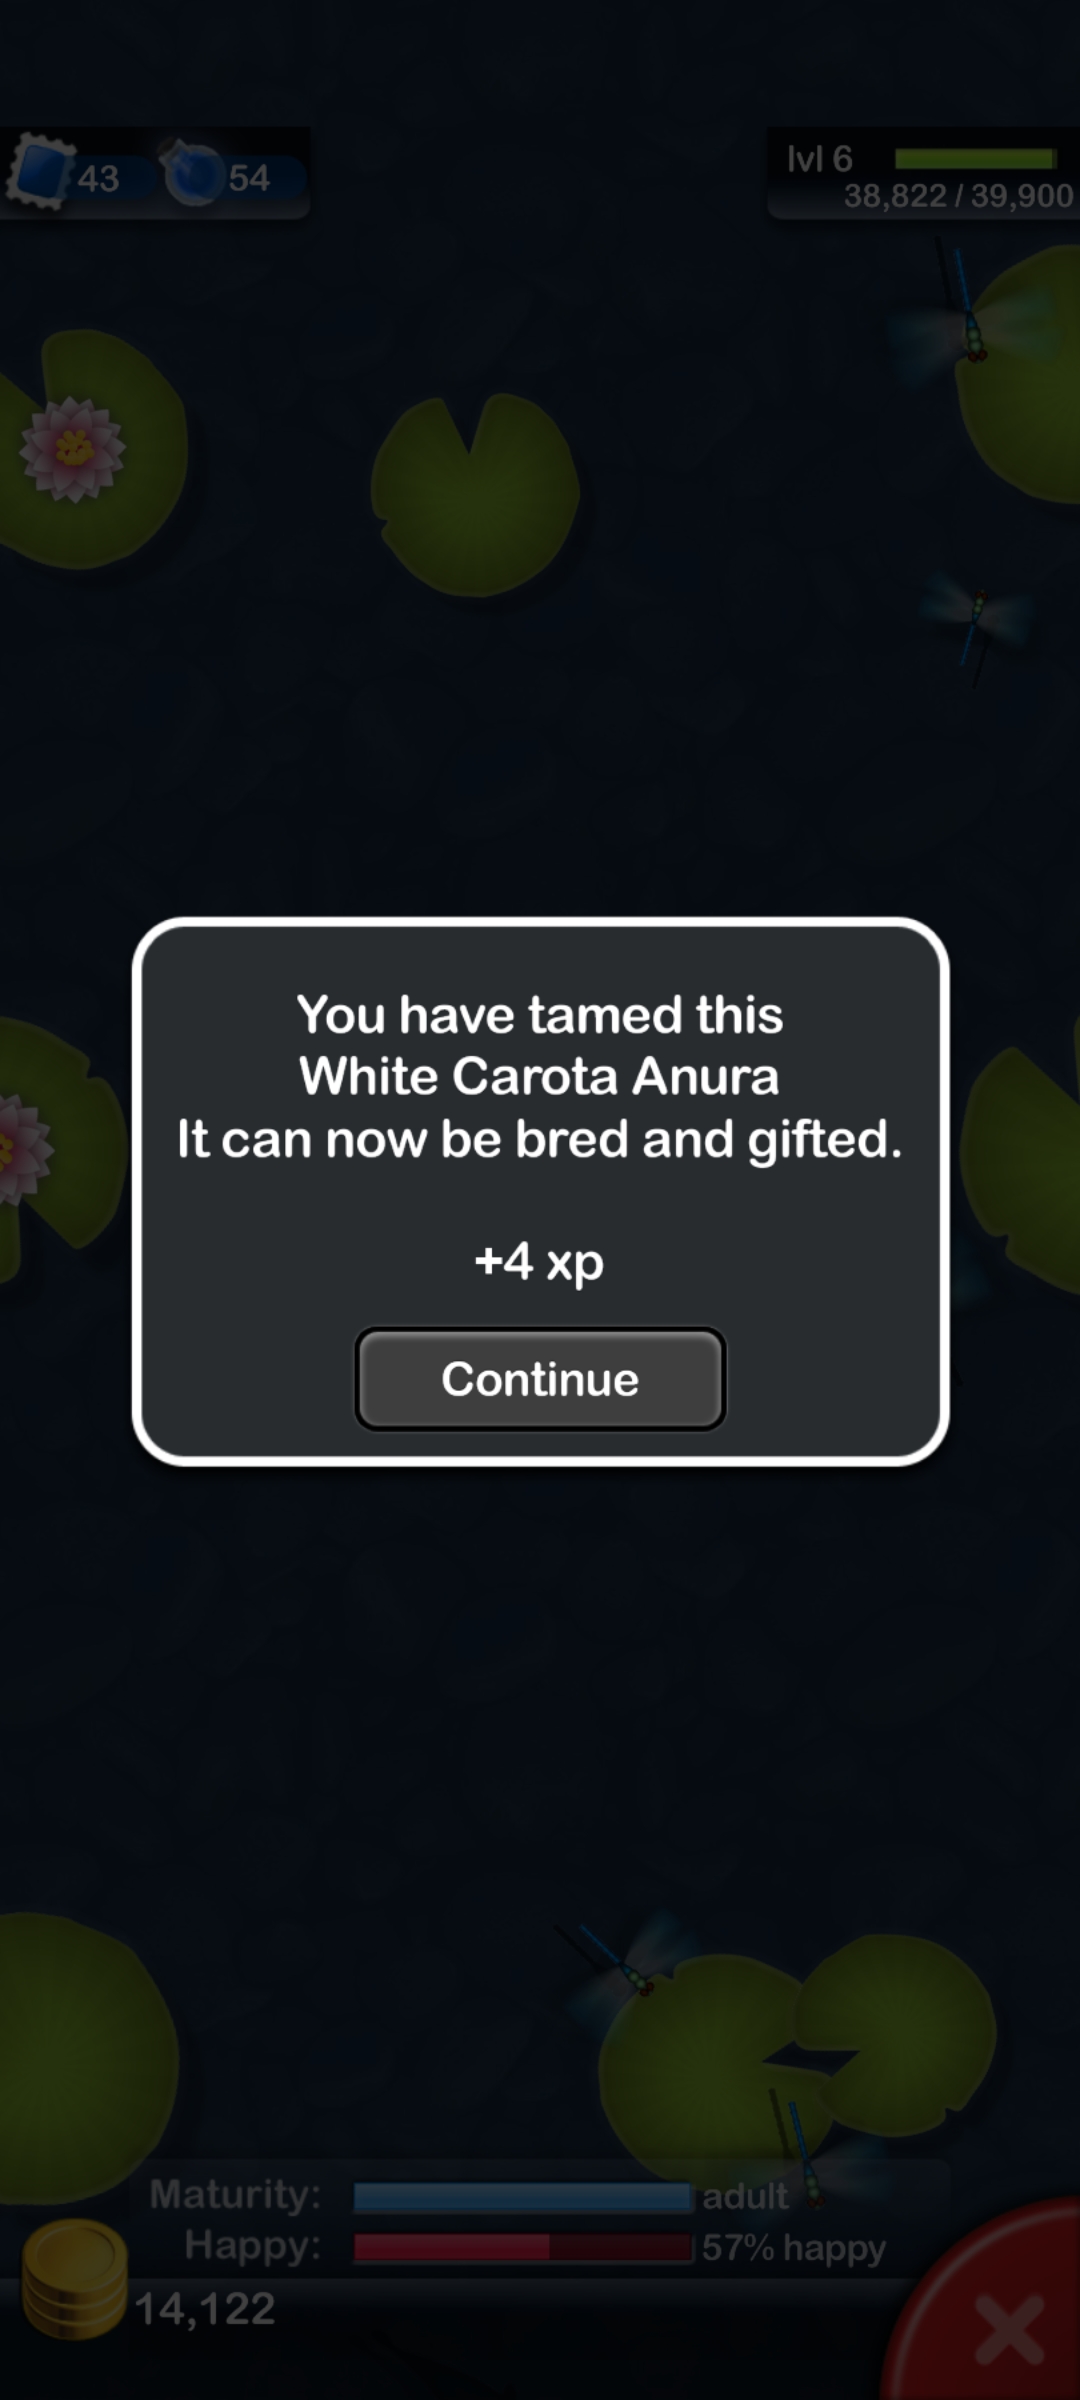 43
54
lvl 6
38,822 / 39,900
You have tamed this
White Carota Anura
It can now be bred and gifted.
+4 xp
Continue
Maturity: adult
Happy: 57% happy
14,122